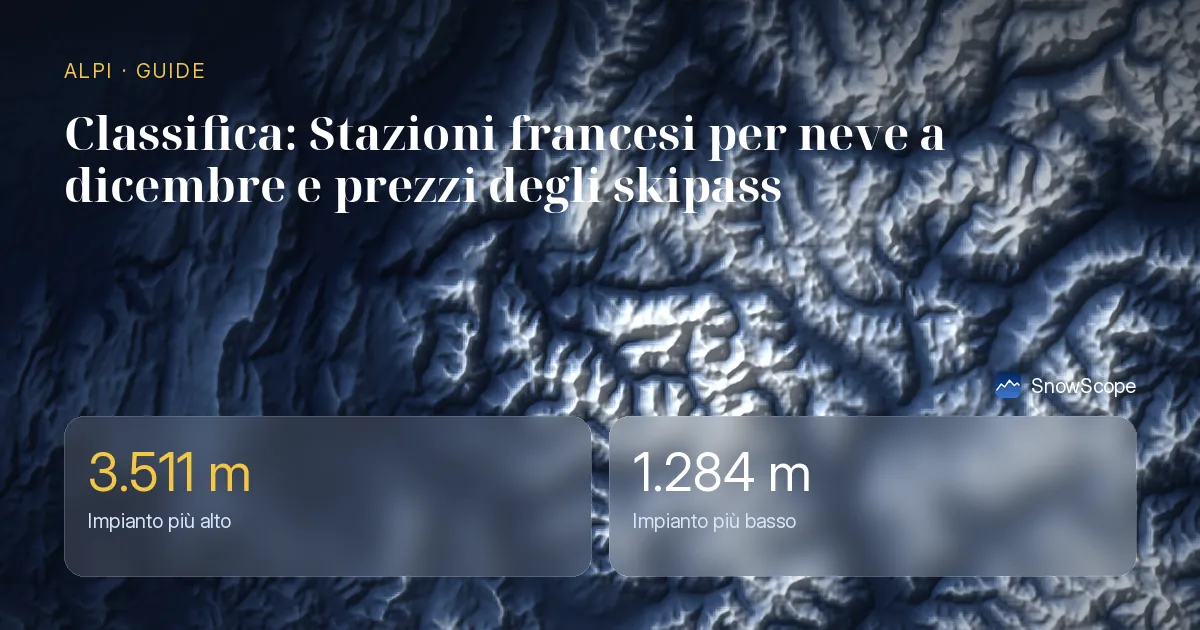 ALPI · GUIDE
Classifica: Stazioni francesi per neve a
dicembre e prezzi degli skipass
SnowScope
3.511 m
Impianto più alto
1.284 m
Impianto più basso